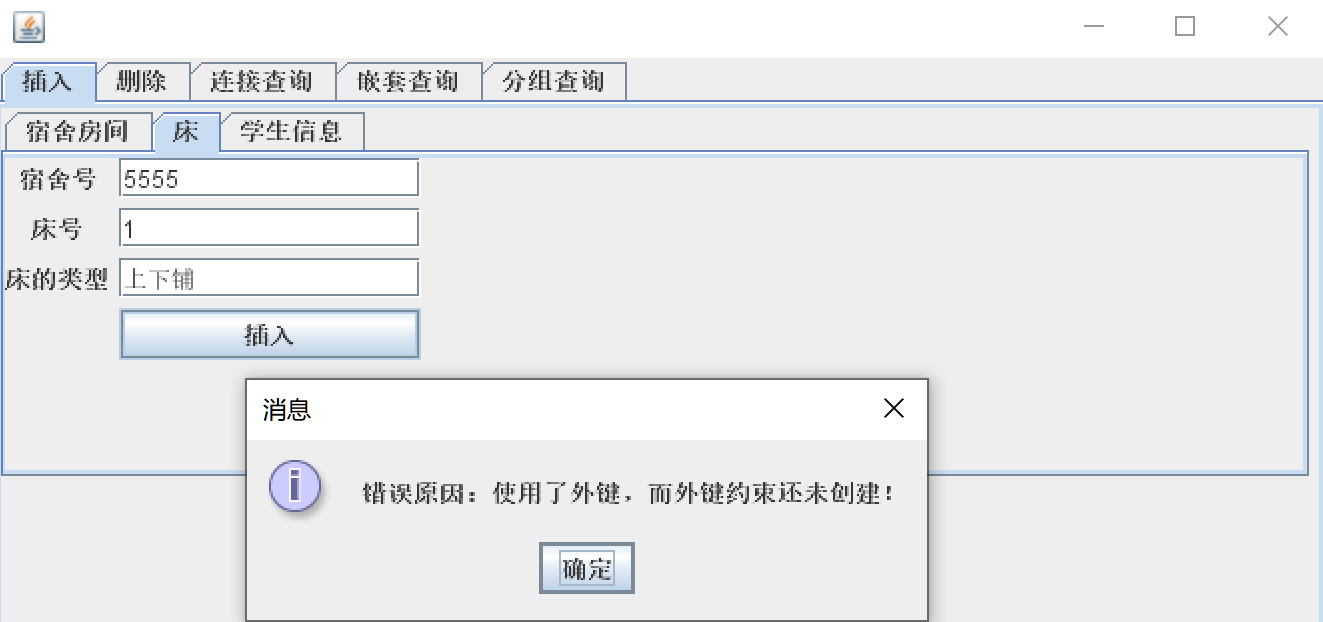 插入 删除 连接查询 嵌套查询 分组查询
宿舍房间 床 学生信息
宿舍号 5555
床号 1
床的类型 上下铺
插入
消息
错误原因：使用了外键，而外键约束还未创建！
确定